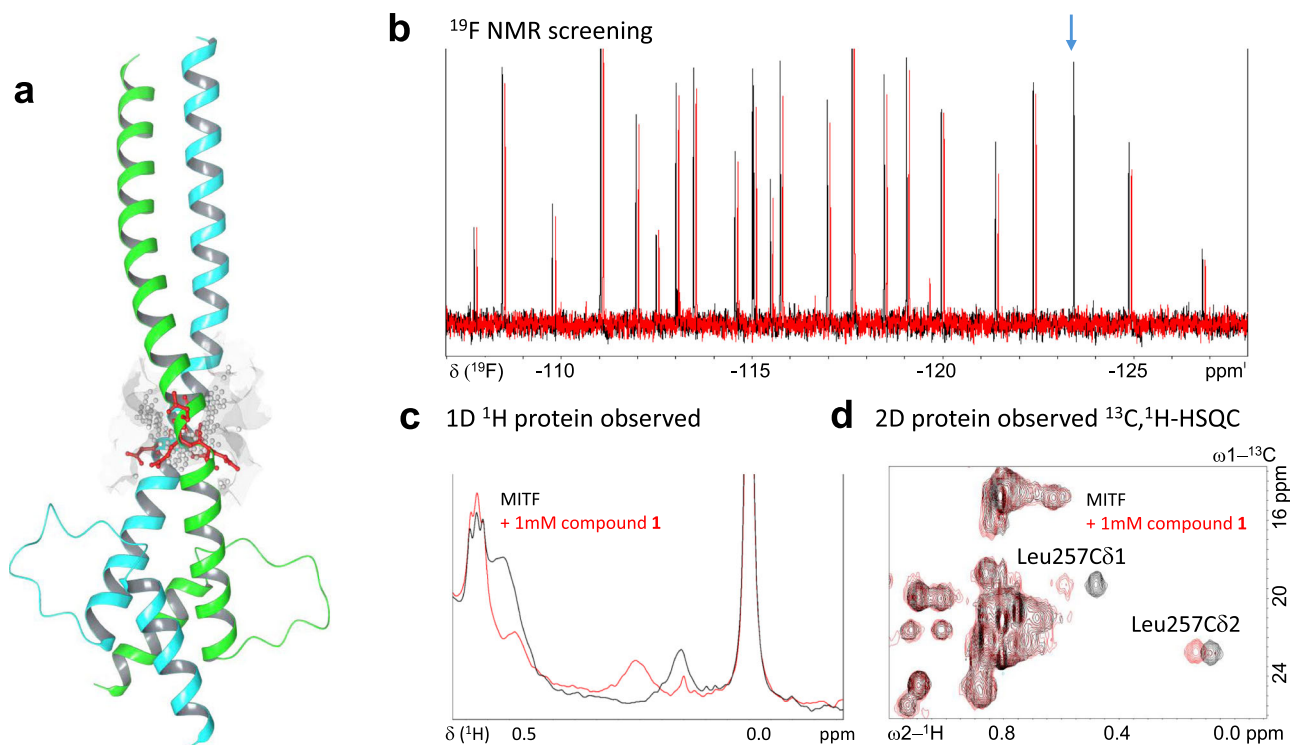 a
b
¹⁹F NMR screening
δ (¹⁹F)
-110
-115
-120
-125
ppm
c
1D ¹H protein observed
MITF
+ 1mM compound 1
δ (¹H)
0.5
0.0
ppm
d
2D protein observed ¹³C,¹H-HSQC
ω1–¹³C
16 ppm
20
24
MITF
+ 1mM compound 1
Leu257Cδ1
Leu257Cδ2
ω2–¹H
0.8
0.4
0.0 ppm